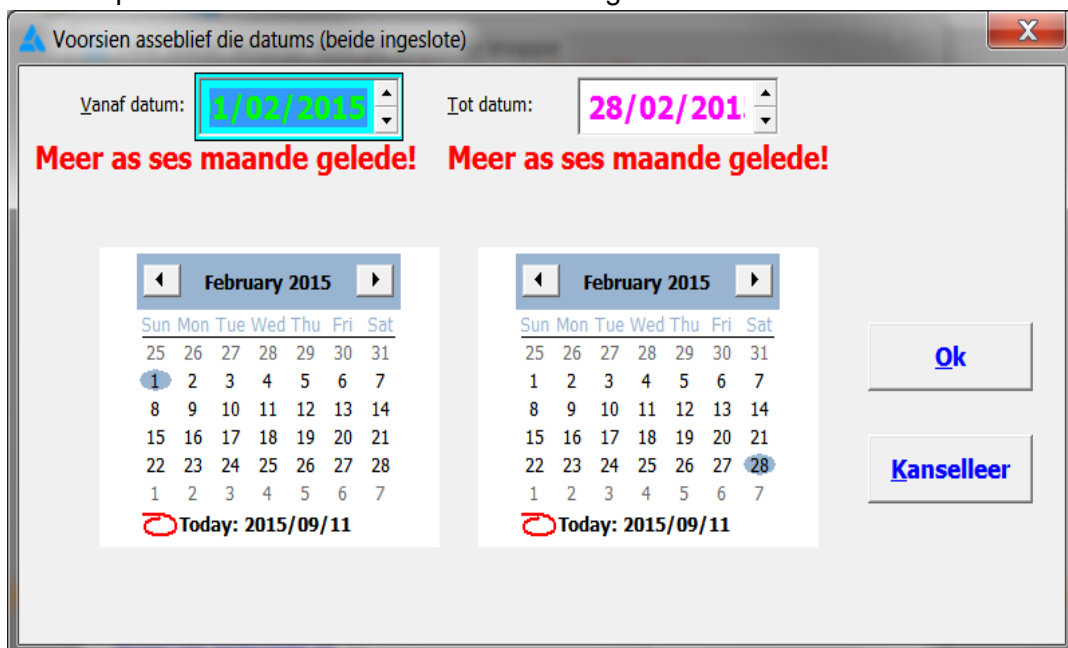 Voorsien asseblief die datums (beide ingeslote)
X
Vanaf datum: 1/02/2015 Tot datum: 28/02/201
Meer as ses maande gelede! Meer as ses maande gelede!
February 2015 February 2015
Sun Mon Tue Wed Thu Fri Sat Sun Mon Tue Wed Thu Fri Sat
25 26 27 28 29 30 31 25 26 27 28 29 30 31
1 2 3 4 5 6 7 1 2 3 4 5 6 7
8 9 10 11 12 13 14 8 9 10 11 12 13 14
15 16 17 18 19 20 21 15 16 17 18 19 20 21
22 23 24 25 26 27 28 22 23 24 25 26 27 28
1 2 3 4 5 6 7 1 2 3 4 5 6 7
Today: 2015/09/11 Today: 2015/09/11
Ok
Kanselleer